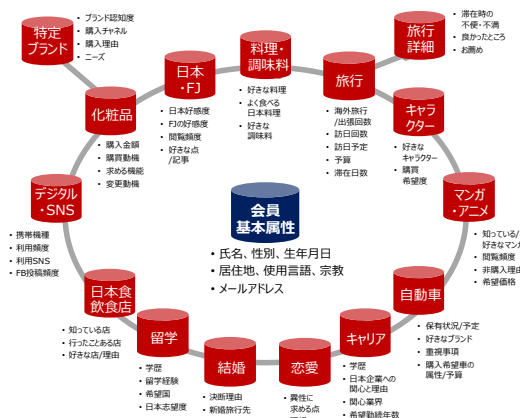 特定
ブランド
・ ブランド認知度
・ 購入チャネル
・ 購入理由
・ ニーズ
化粧品
・ 購入金額
・ 購買動機
・ 求める機能
・ 変更動機
日本
・FJ
・ 日本好感度
・ FJの好感度
・ 閲覧頻度
・ 好きな点
/記事
料理・
調味料
・ 好きな料理
・ よく食べる
日本料理
・ 好きな
調味料
旅行
・ 海外旅行
/出張回数
・ 訪日回数
・ 訪日予定
・ 予算
・ 滞在日数
旅行
詳細
・ 滞在時の
不便・不満
・ 良かったところ
・ お薦め
キャラ
クター
・ 好きな
キャラクター
・ 購買
希望度
マンガ
・アニメ
・ 知っている/
好きなマンガ
・ 閲覧頻度
・ 非購入理由
・ 希望価格
デジタル
・SNS
・ 携帯機種
・ 利用頻度
・ 利用SNS
・ FB投稿頻度
会員
基本属性
・ 氏名、性別、生年月日
・ 居住地、使用言語、宗教
・ メールアドレス
日本食
飲食店
・ 知っている店
・ 行ったことある店
・ 好きな店/理由
留学
・ 学歴
・ 留学経験
・ 希望国
・ 日本志望度
結婚
・ 決断理由
・ 新婚旅行先
恋愛
・ 異性に
求める点
キャリア
・ 学歴
・ 日本企業への
関心と理由
・ 関心業界
・ 希望勤続年数
自動車
・ 保有状況/予定
・ 好きなブランド
・ 重視事項
・ 購入希望車の
属性/予算